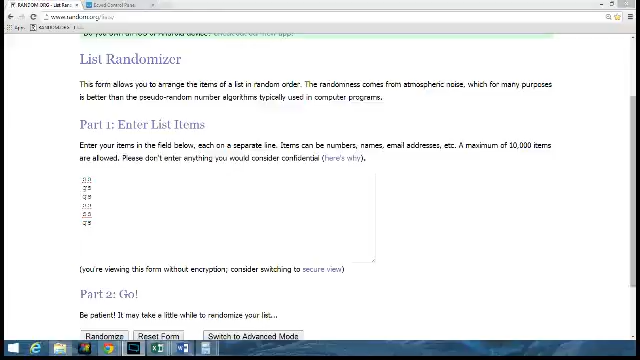 RANDOM.ORG - List Ran
Ecwid Control Panel
www.random.org/lists/
Apps
RANDOM.ORG
Do you own an iOS or Android device? Check out our new app!
List Randomizer
This form allows you to arrange the items of a list in random order. The randomness comes from atmospheric noise, which for many purposes
is better than the pseudo-random number algorithms typically used in computer programs.
Part 1: Enter List Items
Enter your items in the field below, each on a separate line. Items can be numbers, names, email addresses, etc. A maximum of 10,000 items
are allowed. Please don't enter anything you would consider confidential (here's why).
(you're viewing this form without encryption; consider switching to secure view)
Part 2: Go!
Be patient! It may take a little while to randomize your list...
Randomize
Reset Form
Switch to Advanced Mode